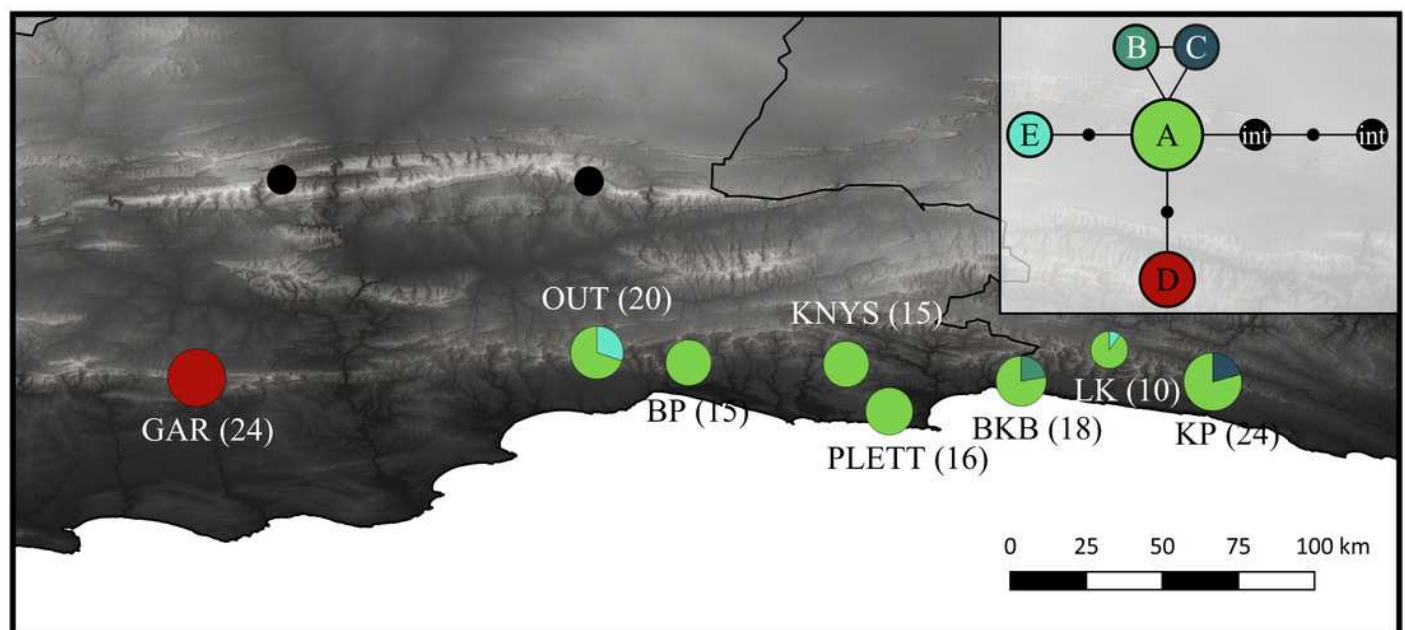 B C
E A int int
D
OUT (20)
KNYS (15)
GAR (24)
BP (15)
PLETT (16)
BKB (18)
LK (10)
KP (24)
0 25 50 75 100 km